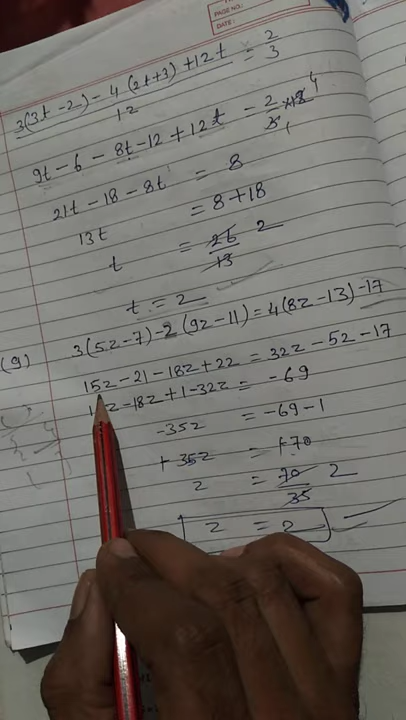 PAGE NO.:
DATE:
3(3t-2) - 4(2t+3) + 12t = 2/3
12
9t - 6 - 8t - 12 + 12t = 2/3 × 12 4
21t - 18 - 8t = 8
13t = 8 + 18
t = 26/13 2
t = 2
(9) 3(5z-7) - 2(9z-11) = 4(8z-13) - 17
15z - 21 - 18z + 22 = 32z - 52 - 17
15z - 18z + 1 - 32z = -69
-35z = -69 - 1
+35z = +70
z = 70/35 2
z = 2